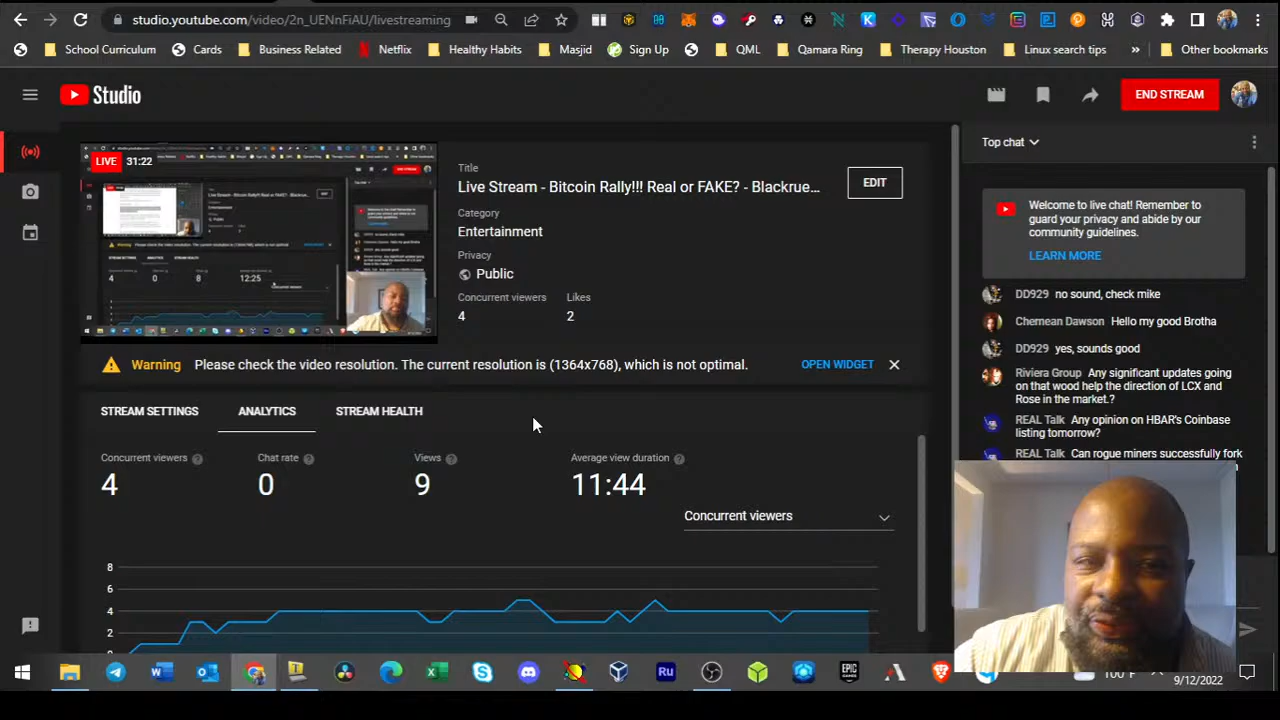 studio.youtube.com/video/2n_UENnFiAU/livestreaming
School Curriculum
Cards
Business Related
Netflix
Healthy Habits
Masjid
Sign Up
QML
Qamara Ring
Therapy Houston
Linux search tips
»
Other bookmarks
Studio
END STREAM
LIVE 31:22
Title
Live Stream - Bitcoin Rally!!! Real or FAKE? - Blackrue...
EDIT
Category
Entertainment
Privacy
Public
Concurrent viewers Likes
4 2
Warning Please check the video resolution. The current resolution is (1364x768), which is not optimal. OPEN WIDGET
STREAM SETTINGS ANALYTICS STREAM HEALTH
Concurrent viewers Chat rate Views Average view duration
4 0 9 11:44
Concurrent viewers
8
6
4
2
Top chat
Welcome to live chat! Remember to
guard your privacy and abide by our
community guidelines.
LEARN MORE
DD929 no sound, check mike
Chemean Dawson Hello my good Brotha
DD929 yes, sounds good
Riviera Group Any significant updates going
on that wood help the direction of LCX and
Rose in the market.?
REAL Talk Any opinion on HBAR's Coinbase
listing tomorrow?
REAL Talk Can rogue miners successfully fork
Ru
EPIC
GAMES
100°F
9/12/2022